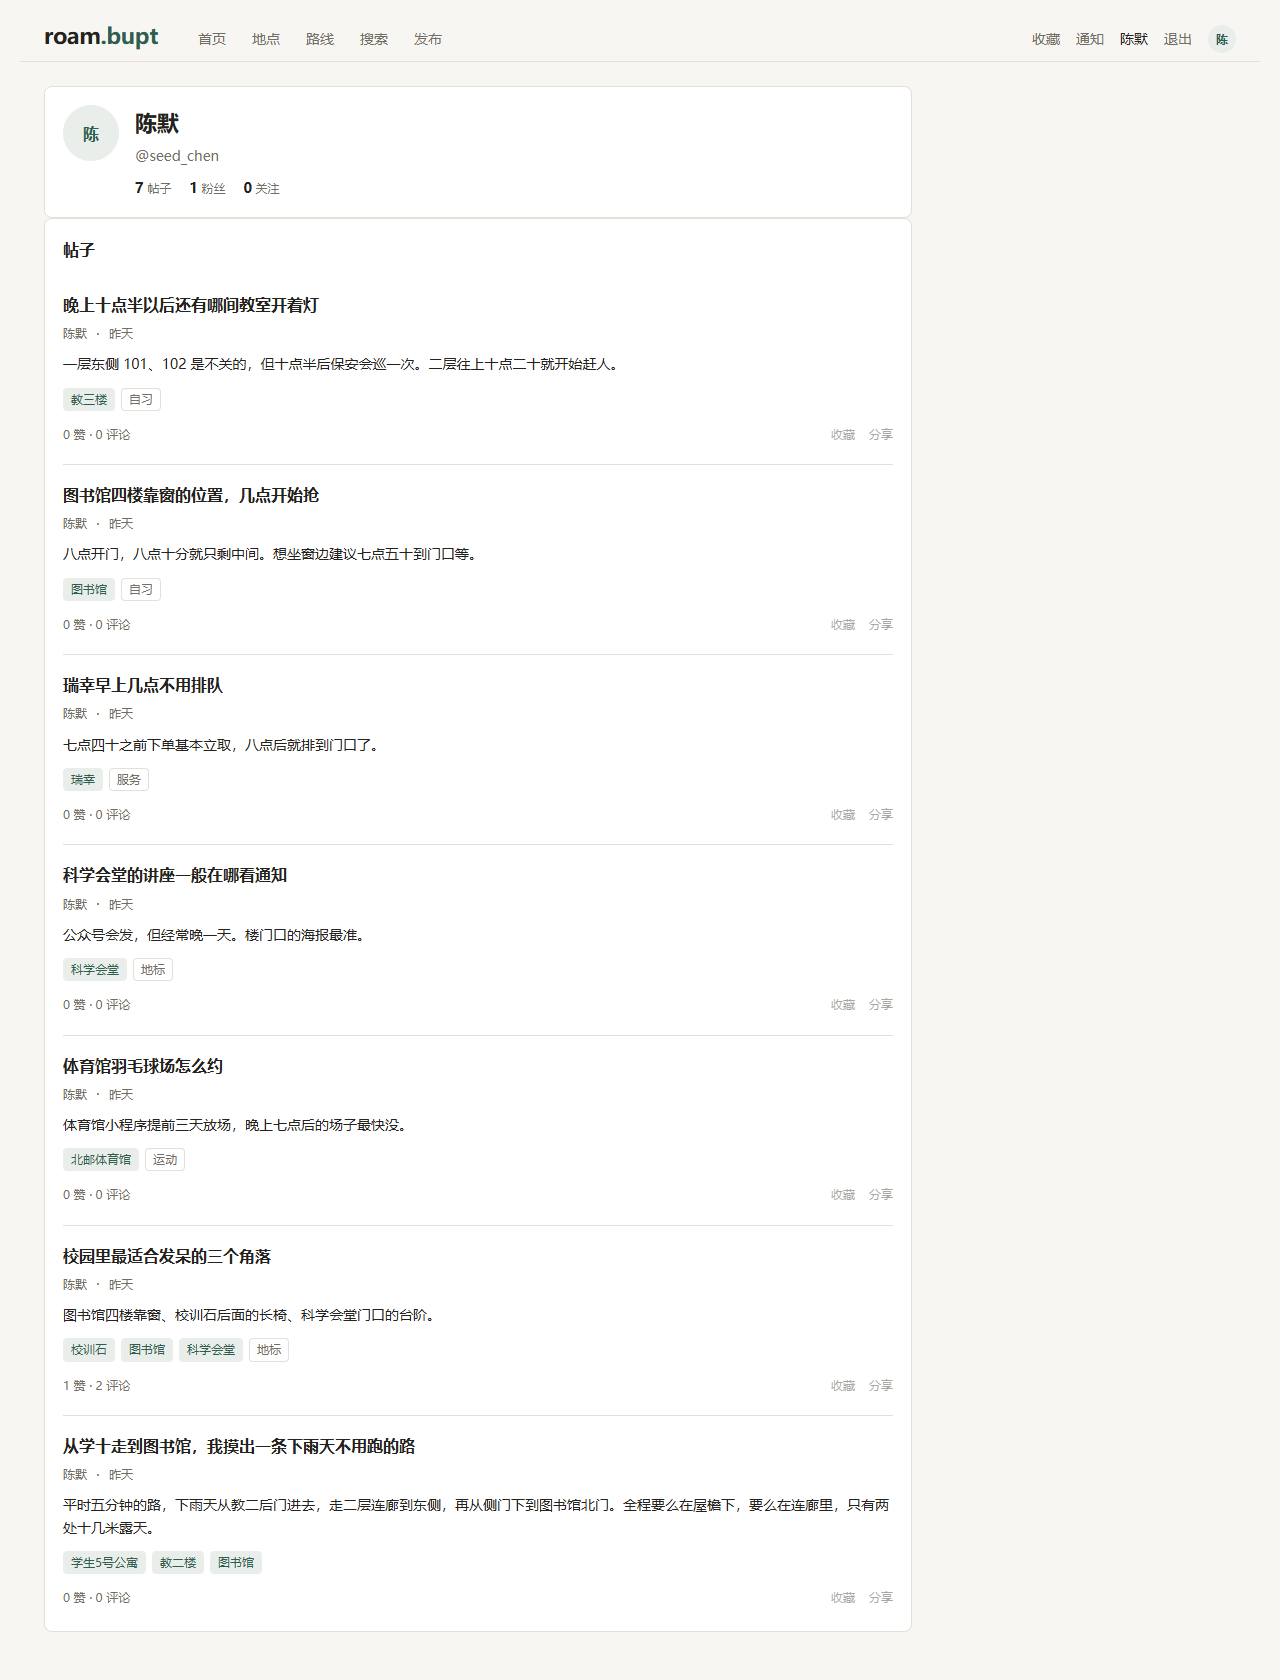 roam.bupt 首页 地点 路线 搜索 发布 收藏 通知 陈默 退出 陈
陈
陈默
@seed_chen
7 帖子 1 粉丝 0 关注
帖子
晚上十点半以后还有哪间教室开着灯
陈默 · 昨天
一层东侧 101、102 是不关的，但十点半后保安会巡一次。二层往上十点二十就开始赶人。
教三楼 自习
0 赞 · 0 评论 收藏 分享
图书馆四楼靠窗的位置，几点开始抢
陈默 · 昨天
八点开门，八点十分就只剩中间。想坐窗边建议七点五十到门口等。
图书馆 自习
0 赞 · 0 评论 收藏 分享
瑞幸早上几点不用排队
陈默 · 昨天
七点四十之前下单基本立取，八点后就排到门口了。
瑞幸 服务
0 赞 · 0 评论 收藏 分享
科学会堂的讲座一般在哪看通知
陈默 · 昨天
公众号会发，但经常晚一天。楼门口的海报最准。
科学会堂 地标
0 赞 · 0 评论 收藏 分享
体育馆羽毛球场怎么约
陈默 · 昨天
体育馆小程序提前三天放场，晚上七点后的场子最快没。
北邮体育馆 运动
0 赞 · 0 评论 收藏 分享
校园里最适合发呆的三个角落
陈默 · 昨天
图书馆四楼靠窗、校训石后面的长椅、科学会堂门口的台阶。
校训石 图书馆 科学会堂 地标
1 赞 · 2 评论 收藏 分享
从学十走到图书馆，我摸出一条下雨天不用跑的路
陈默 · 昨天
平时五分钟的路，下雨天从教二后门进去，走二层连廊到东侧，再从侧门下到图书馆北门。全程要么在屋檐下，要么在连廊里，只有两
处十几米露天。
学生5号公寓 教二楼 图书馆
0 赞 · 0 评论 收藏 分享